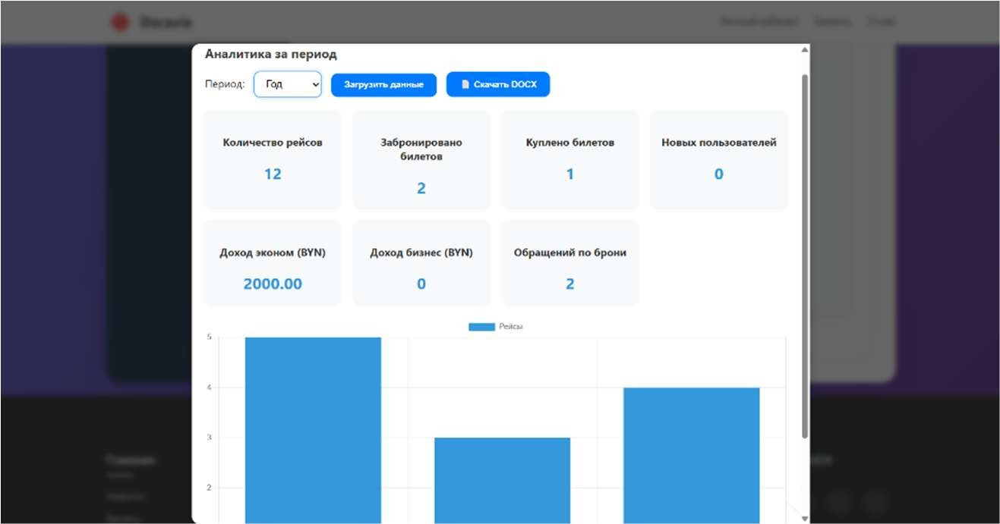 Аналитика за период
Период: Год Загрузить данные Скачать DOCX
Количество рейсов
12
Забронировано
билетов
2
Куплено билетов
1
Новых пользователей
0
Доход эконом (BYN)
2000.00
Доход бизнес (BYN)
0
Обращений по брони
2
Рейсы
5
4
3
2